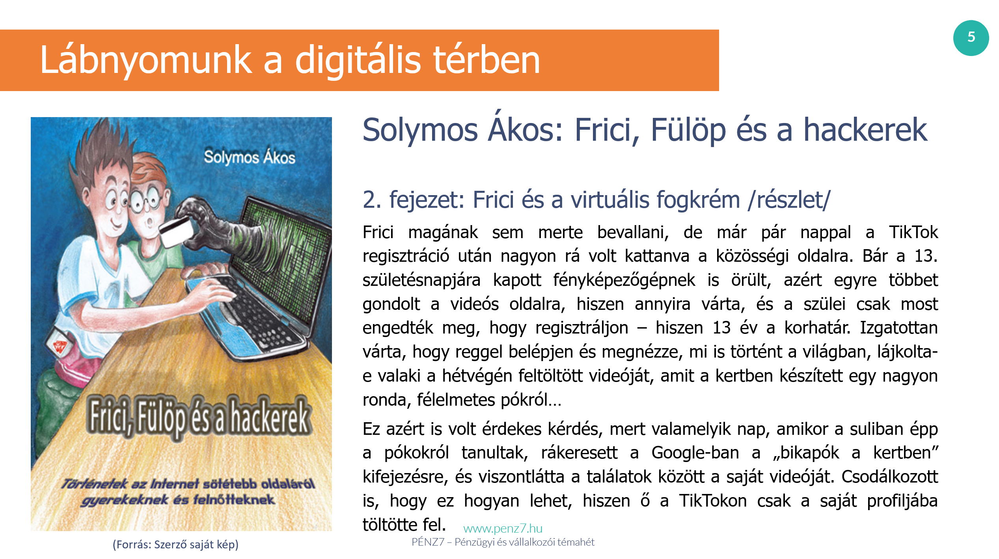 5
Lábnyomunk a digitális térben
Solymos Ákos
Frici, Fülöp és a hackerek
Történetek az Internet sötétebb oldaláról
gyerekeknek és felnőtteknek
(Forrás: Szerző saját kép)
Solymos Ákos: Frici, Fülöp és a hackerek
2. fejezet: Frici és a virtuális fogkrém /részlet/
Frici magának sem merte bevallani, de már pár nappal a TikTok
regisztráció után nagyon rá volt kattanva a közösségi oldalra. Bár a 13.
születésnapjára kapott fényképezőgépnek is örült, azért egyre többet
gondolt a videós oldalra, hiszen annyira várta, és a szülei csak most
engedték meg, hogy regisztráljon – hiszen 13 év a korhatár. Izgatottan
várta, hogy reggel belépjen és megnézze, mi is történt a világban, lájkolta-
e valaki a hétvégén feltöltött videóját, amit a kertben készített egy nagyon
ronda, félelmetes pókról…
Ez azért is volt érdekes kérdés, mert valamelyik nap, amikor a suliban épp
a pókokról tanultak, rákeresett a Google-ban a „bikapók a kertben”
kifejezésre, és viszontlátta a találatok között a saját videóját. Csodálkozott
is, hogy ez hogyan lehet, hiszen ő a TikTokon csak a saját profiljába
töltötte fel.
www.penz7.hu
PÉNZ7 – Pénzügyi és vállalkozói témahét